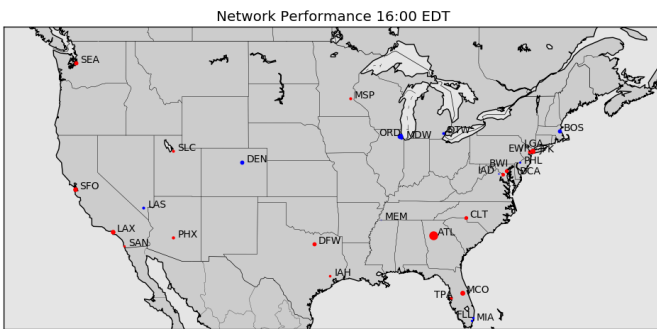 Network Performance 16:00 EDT
SEA
MSP
ORD
MDW
DTW
BOS
SLC
DEN
LGA
EWR
JFK
PHL
BWI
IAD
DCA
SFO
LAS
MEM
CLT
LAX
SAN
PHX
DFW
ATL
IAH
TPA
MCO
FLL
MIA